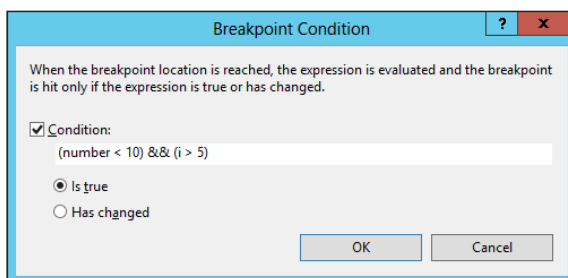 Breakpoint Condition
?
x
When the breakpoint location is reached, the expression is evaluated and the breakpoint
is hit only if the expression is true or has changed.
Condition:
(number < 10) && (i > 5)
Is true
Has changed
OK
Cancel